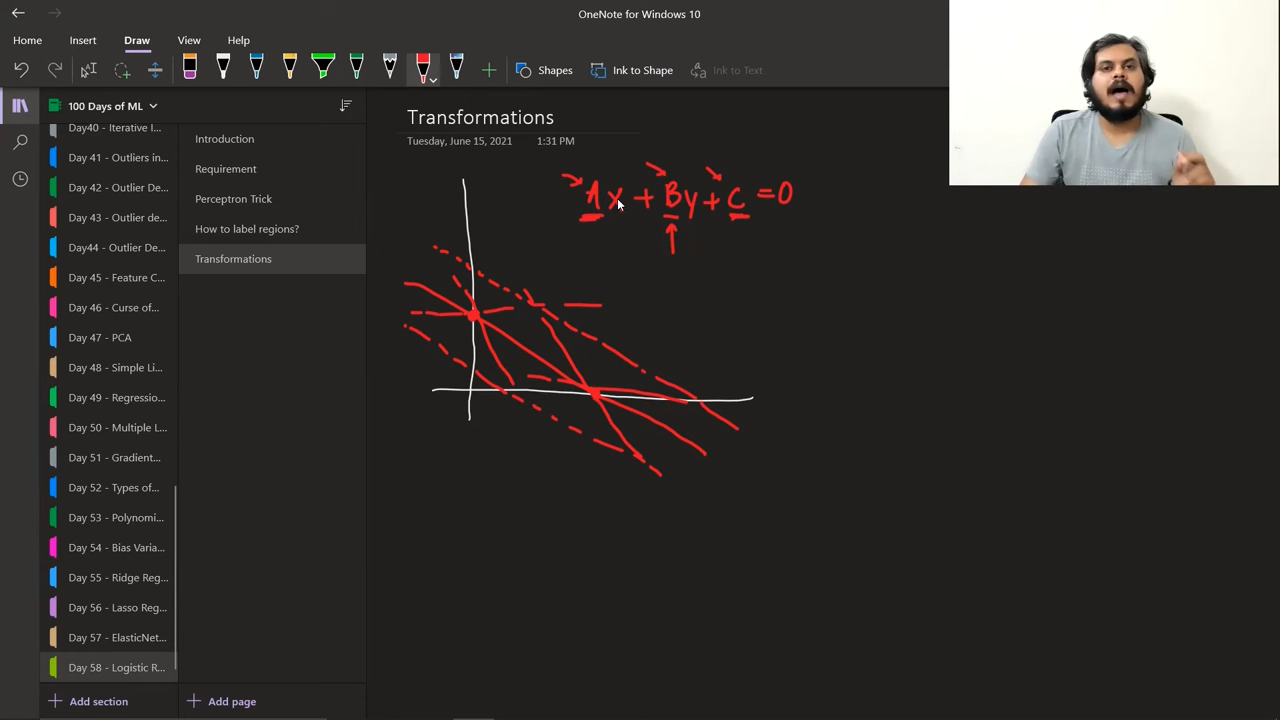 OneNote for Windows 10
Home Insert Draw View Help
Shapes Ink to Shape Ink to Text
100 Days of ML
Day40 - Iterative I...
Day 41 - Outliers in...
Day 42 - Outlier De...
Day 43 - Outlier de...
Day44 - Outlier De...
Day 45 - Feature C...
Day 46 - Curse of...
Day 47 - PCA
Day 48 - Simple Li...
Day 49 - Regressio...
Day 50 - Multiple L...
Day 51 - Gradient...
Day 52 - Types of...
Day 53 - Polynomi...
Day 54 - Bias Varia...
Day 55 - Ridge Reg...
Day 56 - Lasso Reg...
Day 57 - ElasticNet...
Day 58 - Logistic R...
Add section
Introduction
Requirement
Perceptron Trick
How to label regions?
Transformations
Add page
Transformations
Tuesday, June 15, 2021 1:31 PM
Ax + By + C = 0